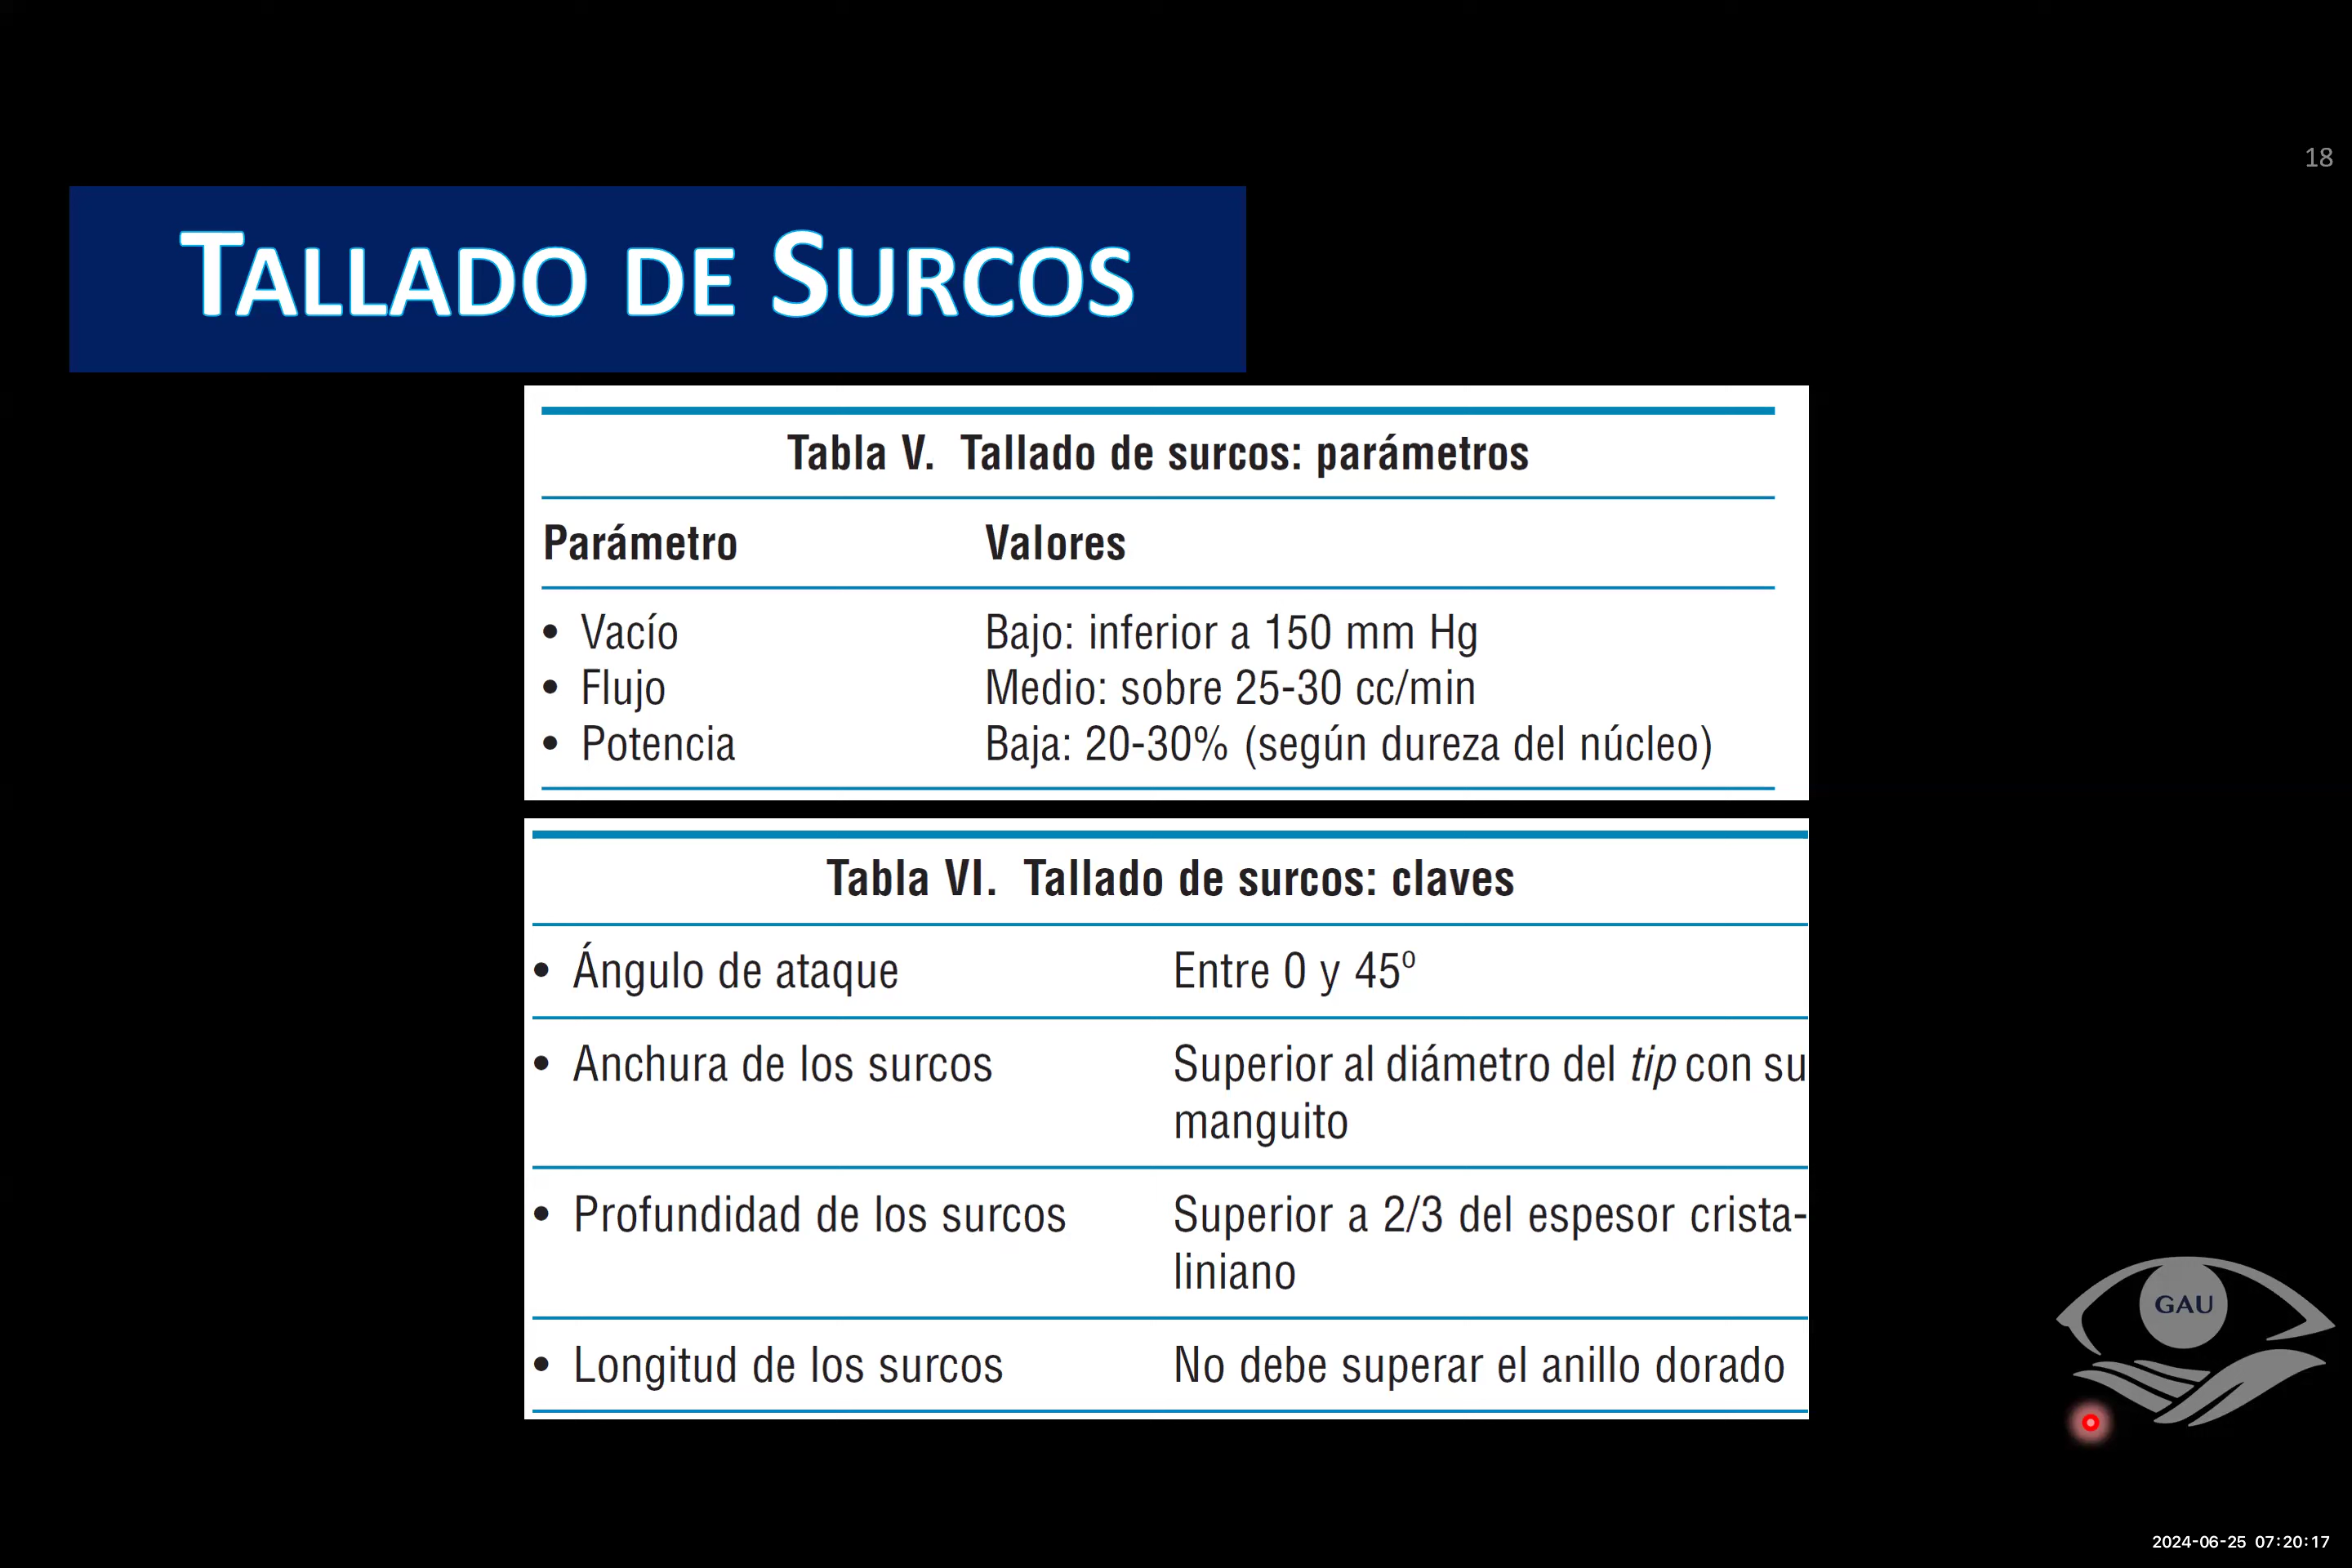 18
TALLADO DE SURCOS
Tabla V. Tallado de surcos: parámetros
Parámetro Valores
• Vacío Bajo: inferior a 150 mm Hg
• Flujo Medio: sobre 25-30 cc/min
• Potencia Baja: 20-30% (según dureza del núcleo)
Tabla VI. Tallado de surcos: claves
• Ángulo de ataque Entre 0 y 45º
• Anchura de los surcos Superior al diámetro del tip con su
manguito
• Profundidad de los surcos Superior a 2/3 del espesor crista-
liniano
• Longitud de los surcos No debe superar el anillo dorado
GAU
2024-06-25 07:20:17